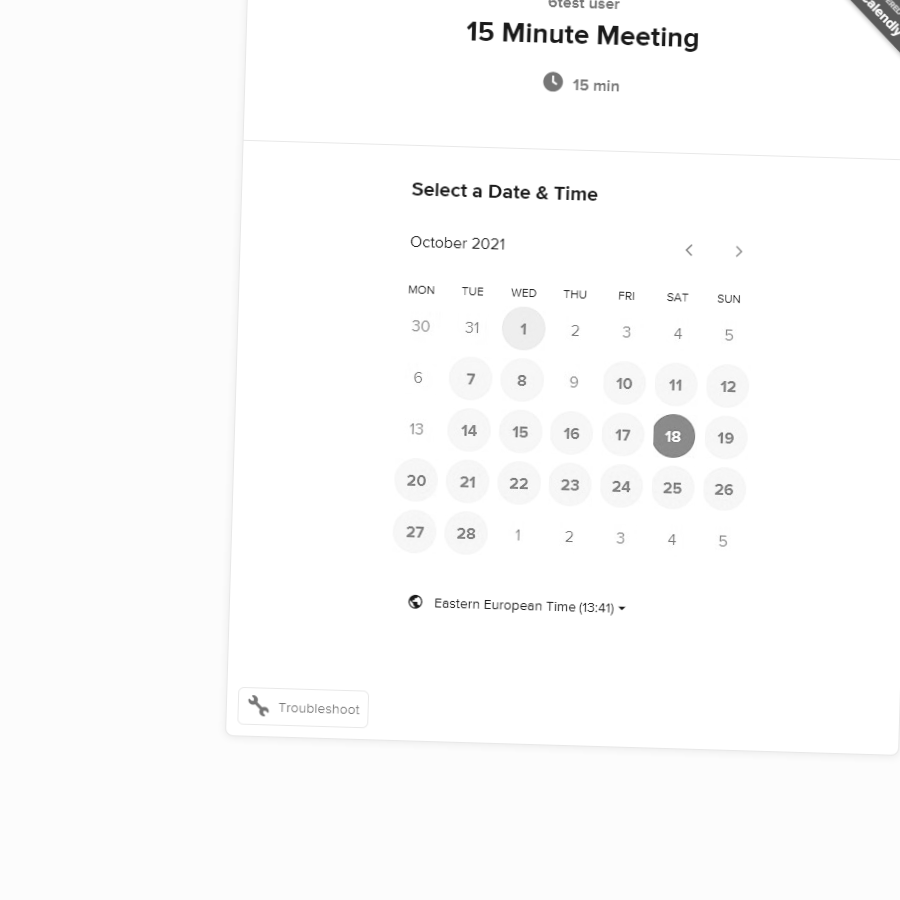 6test user
15 Minute Meeting
15 min
Select a Date & Time
October 2021
MON TUE WED THU FRI SAT SUN
30 31 1 2 3 4 5
6 7 8 9 10 11 12
13 14 15 16 17 18 19
20 21 22 23 24 25 26
27 28 1 2 3 4 5
Eastern European Time (13:41)
Troubleshoot